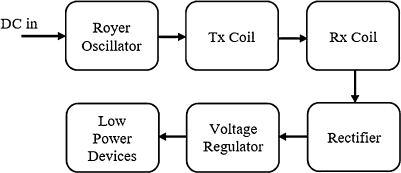 DC in
Royer
Oscillator
Tx Coil
Rx Coil
Low
Power
Devices
Voltage
Regulator
Rectifier